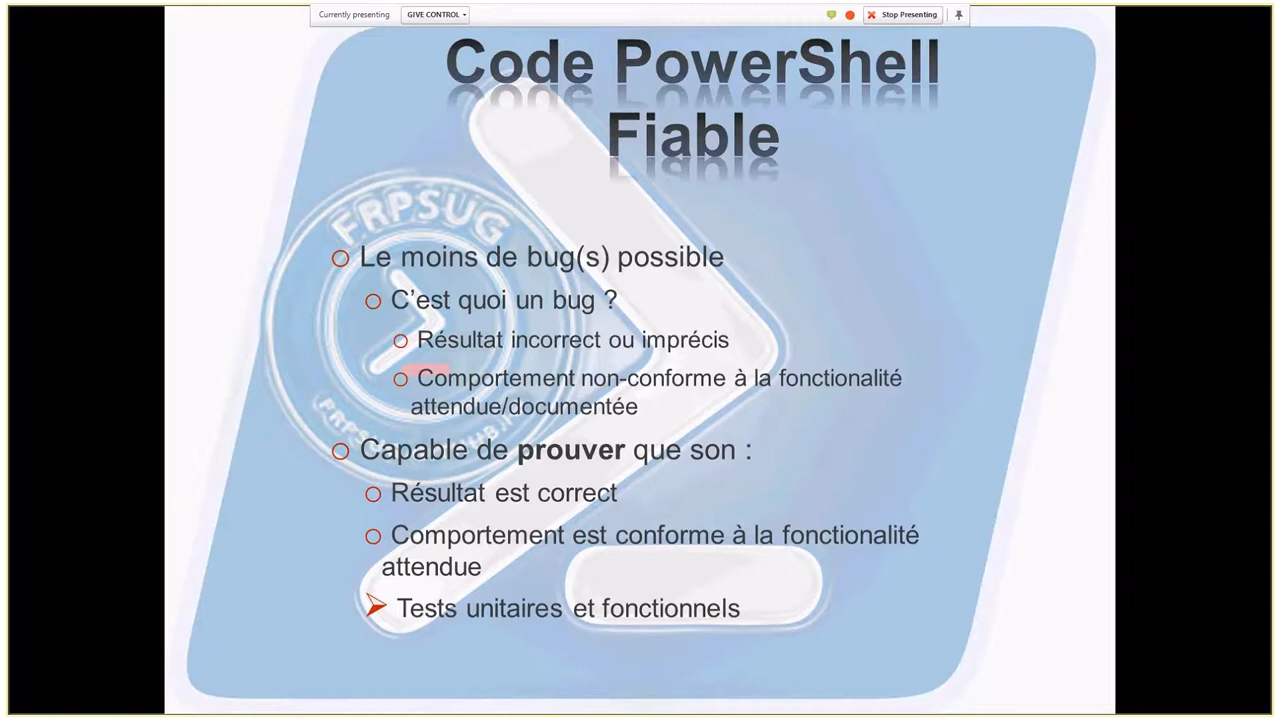 Currently presenting GIVE CONTROL Stop Presenting
Code PowerShell
Fiable
FRPSUG
Le moins de bug(s) possible
C’est quoi un bug ?
Résultat incorrect ou imprécis
Comportement non-conforme à la fonctionalité
attendue/documentée
Capable de prouver que son :
Résultat est correct
Comportement est conforme à la fonctionalité
attendue
Tests unitaires et fonctionnels